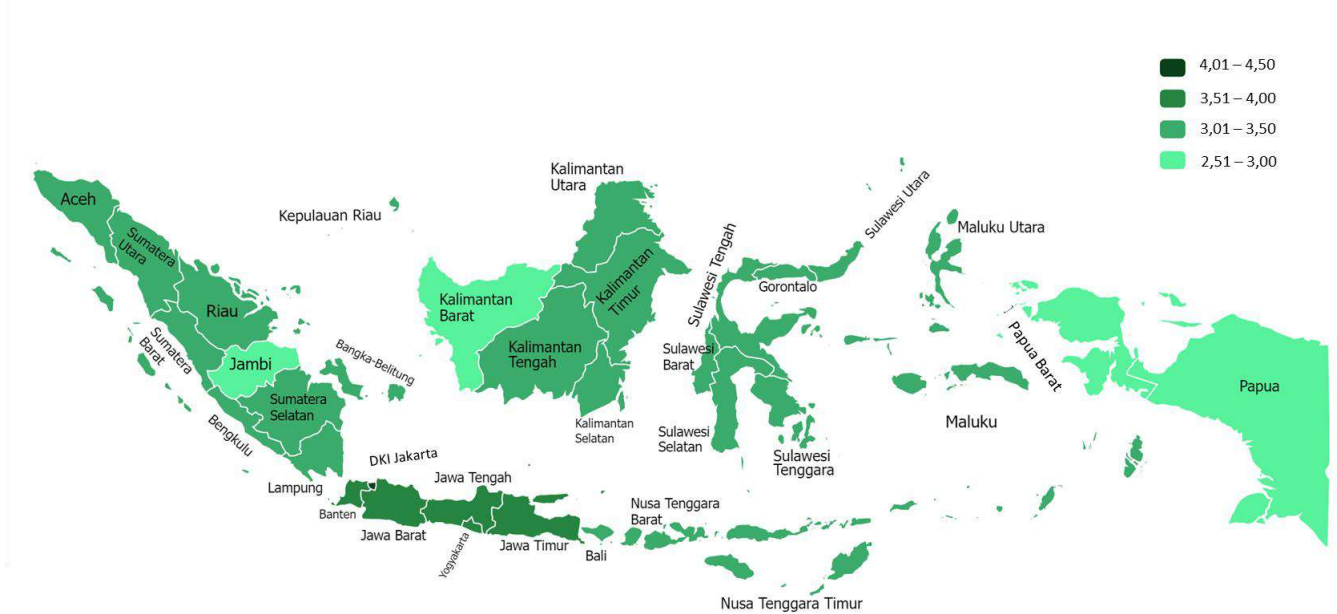 4,01 – 4,50
3,51 – 4,00
3,01 – 3,50
2,51 – 3,00
Aceh
Sumatera
Utara
Riau
Kepulauan Riau
Sumatera
Barat
Jambi
Bangka-Belitung
Sumatera
Selatan
Bengkulu
Lampung
DKI Jakarta
Banten
Jawa Barat
Jawa Tengah
Yogyakarta
Jawa Timur
Bali
Nusa Tenggara
Barat
Nusa Tenggara Timur
Kalimantan
Utara
Kalimantan
Barat
Kalimantan
Tengah
Kalimantan
Timur
Kalimantan
Selatan
Sulawesi Tengah
Sulawesi Utara
Gorontalo
Sulawesi
Barat
Sulawesi
Selatan
Sulawesi
Tenggara
Maluku Utara
Maluku
Papua Barat
Papua